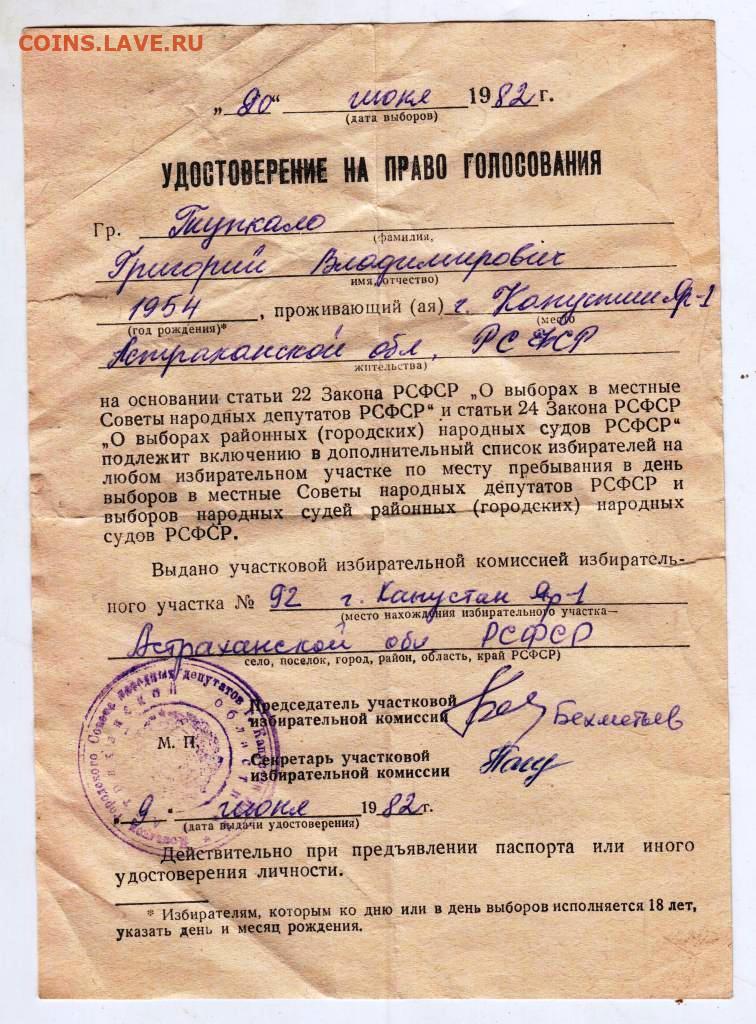 COINS.LAVE.RU
„20“ июня 1982 г.
(дата выборов)
УДОСТОВЕРЕНИЕ НА ПРАВО ГОЛОСОВАНИЯ
Гр. Тупкало
(фамилия,
Григорий Владимирович
имя, отчество)
1954, проживающий (ая) г. Капустин Яр-1
(год рождения)* (место
Астраханской обл, РСФСР
жительства)
на основании статьи 22 Закона РСФСР „О выборах в местные
Советы народных депутатов РСФСР“ и статьи 24 Закона РСФСР
„О выборах районных (городских) народных судов РСФСР“
подлежит включению в дополнительный список избирателей на
любом избирательном участке по месту пребывания в день
выборов в местные Советы народных депутатов РСФСР и
выборов народных судей районных (городских) народных
судов РСФСР.
Выдано участковой избирательной комиссией избиратель-
ного участка № 92 г. Капустин Яр-1
(место нахождения избирательного участка—
Астраханской обл РСФСР
село, поселок, город, район, область, край РСФСР)
Председатель участковой
избирательной комиссии Бехметьев
М. П.
Секретарь участковой
избирательной комиссии
„9“ июня 1982 г.
(дата выдачи удостоверения)
городского Совета народных депутатов
области
Действительно при предъявлении паспорта или иного
удостоверения личности.
* Избирателям, которым ко дню или в день выборов исполняется 18 лет,
указать день и месяц рождения.